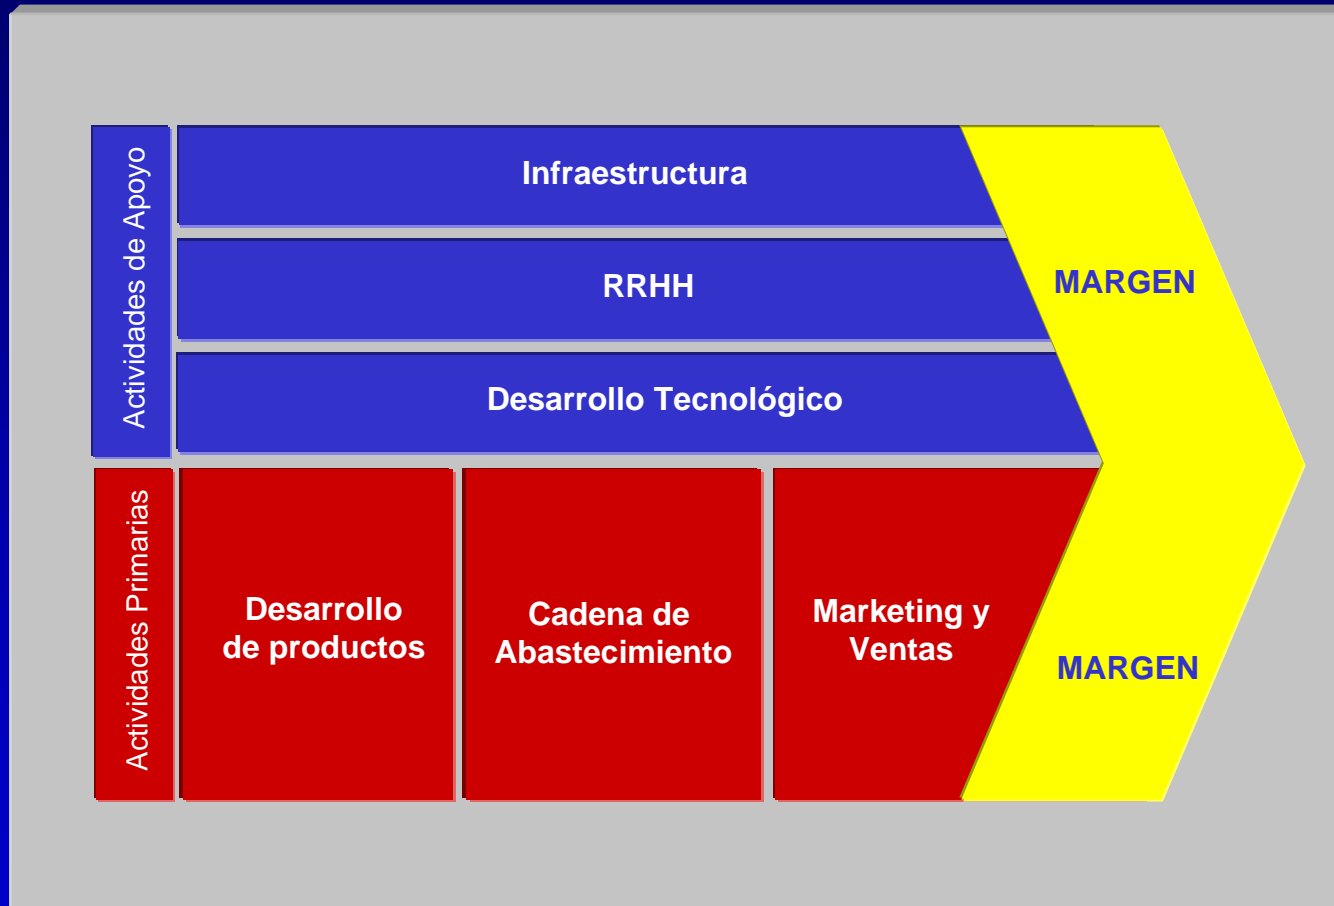 Actividades de Apoyo
Infraestructura
RRHH
Desarrollo Tecnológico
MARGEN
Actividades Primarias
Desarrollo
de productos
Cadena de
Abastecimiento
Marketing y
Ventas
MARGEN